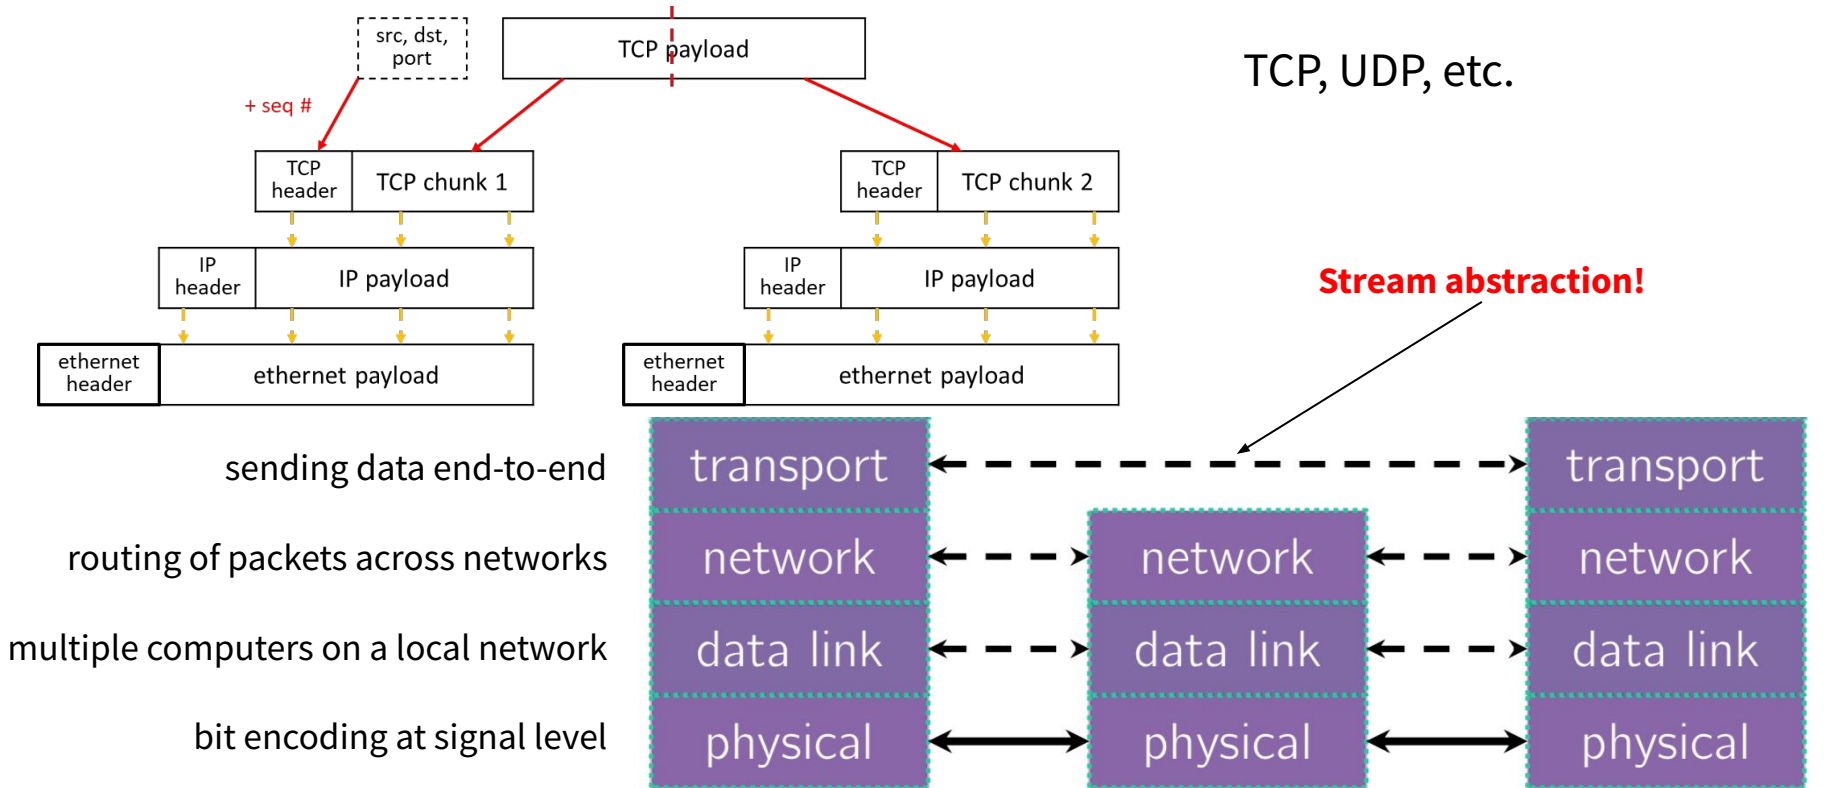 src, dst,
port
TCP payload
TCP, UDP, etc.
+ seq #
TCP
header
TCP chunk 1
TCP
header
TCP chunk 2
IP
header
IP payload
IP
header
IP payload
Stream abstraction!
ethernet
header
ethernet payload
ethernet
header
ethernet payload
sending data end-to-end
transport
transport
routing of packets across networks
network
network
network
multiple computers on a local network
data link
data link
data link
bit encoding at signal level
physical
physical
physical